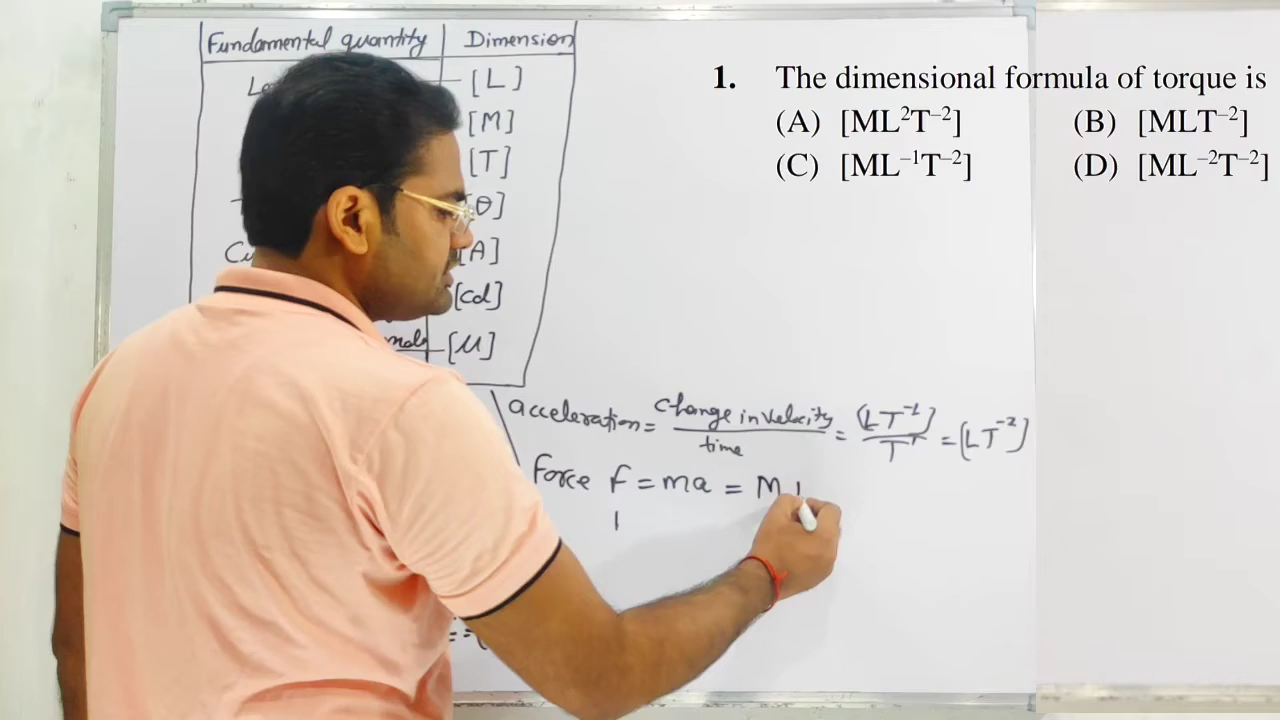 Fundamental quantity Dimension
[L]
[M]
[T]
[θ]
[A]
[cd]
mole [M]
acceleration = change in velocity / time = (LT⁻¹) / T = (LT⁻²)
Force F = ma = M
1. The dimensional formula of torque is
(A) [ML²T⁻²] (B) [MLT⁻²]
(C) [ML⁻¹T⁻²] (D) [ML⁻²T⁻²]